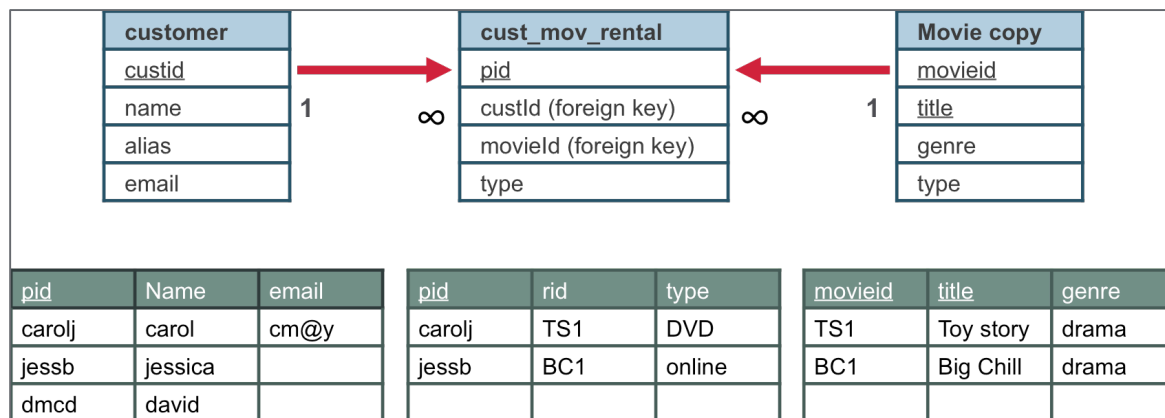 customer cust_mov_rental Movie copy
custid pid movieid
name 1 ∞ custId (foreign key) ∞ 1 title
alias movieId (foreign key) genre
email type type
pid Name email pid rid type movieid title genre
carolj carol cm@y carolj TS1 DVD TS1 Toy story drama
jessb jessica jessb BC1 online BC1 Big Chill drama
dmcd david